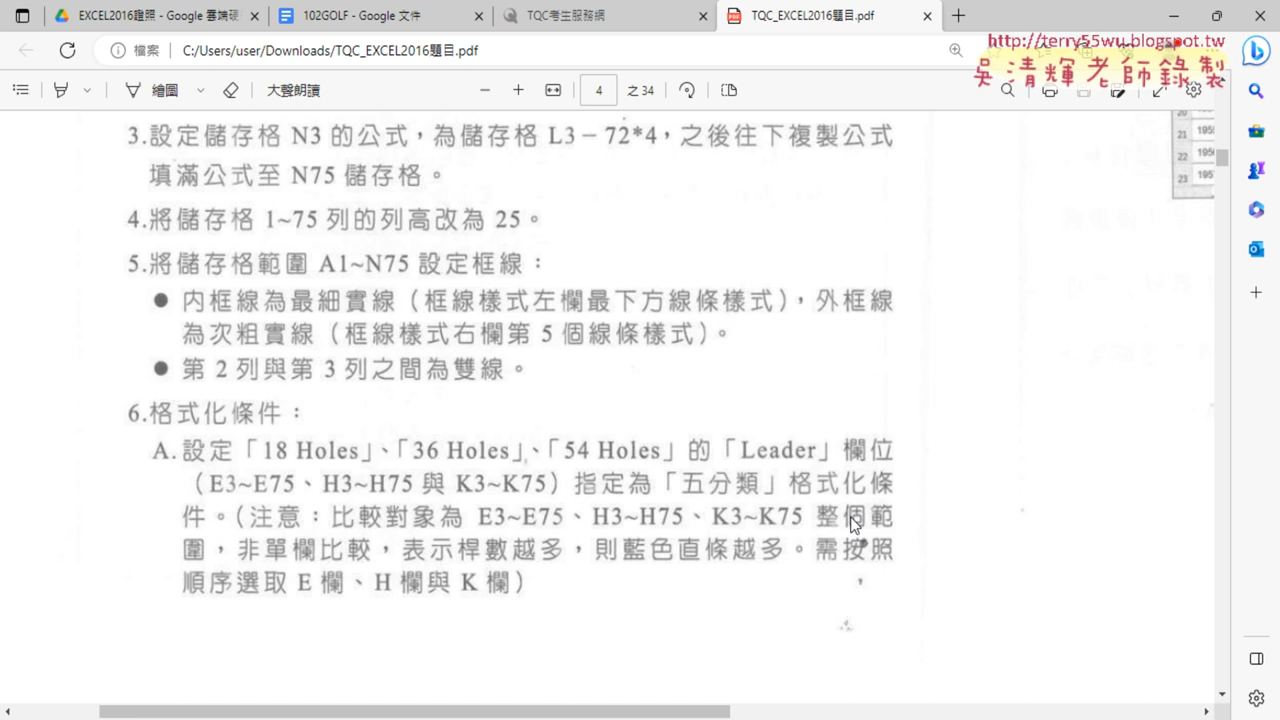 EXCEL2016證照 - Google 雲端硬
102GOLF - Google 文件
TQC考生服務網
TQC_EXCEL2016題目.pdf
檔案
C:/Users/user/Downloads/TQC_EXCEL2016題目.pdf
http://terry55wu.blogspot.tw
吳清輝老師錄製
繪圖
大聲朗讀
4
之 34
3.設定儲存格 N3 的公式，為儲存格 L3－72*4，之後往下複製公式
填滿公式至 N75 儲存格。
4.將儲存格 1~75 列的列高改為 25。
5.將儲存格範圍 A1~N75 設定框線：
● 內框線為最細實線（框線樣式左欄最下方線條樣式），外框線
為次粗實線（框線樣式右欄第 5 個線條樣式）。
● 第 2 列與第 3 列之間為雙線。
6.格式化條件：
A.設定「18 Holes」、「36 Holes」、「54 Holes」的「Leader」欄位
（E3~E75、H3~H75 與 K3~K75）指定為「五分類」格式化條
件。（注意：比較對象為 E3~E75、H3~H75、K3~K75 整個範
圍，非單欄比較，表示桿數越多，則藍色直條越多。需按照
順序選取 E 欄、H 欄與 K 欄）
20
21 195
22 195
23 195